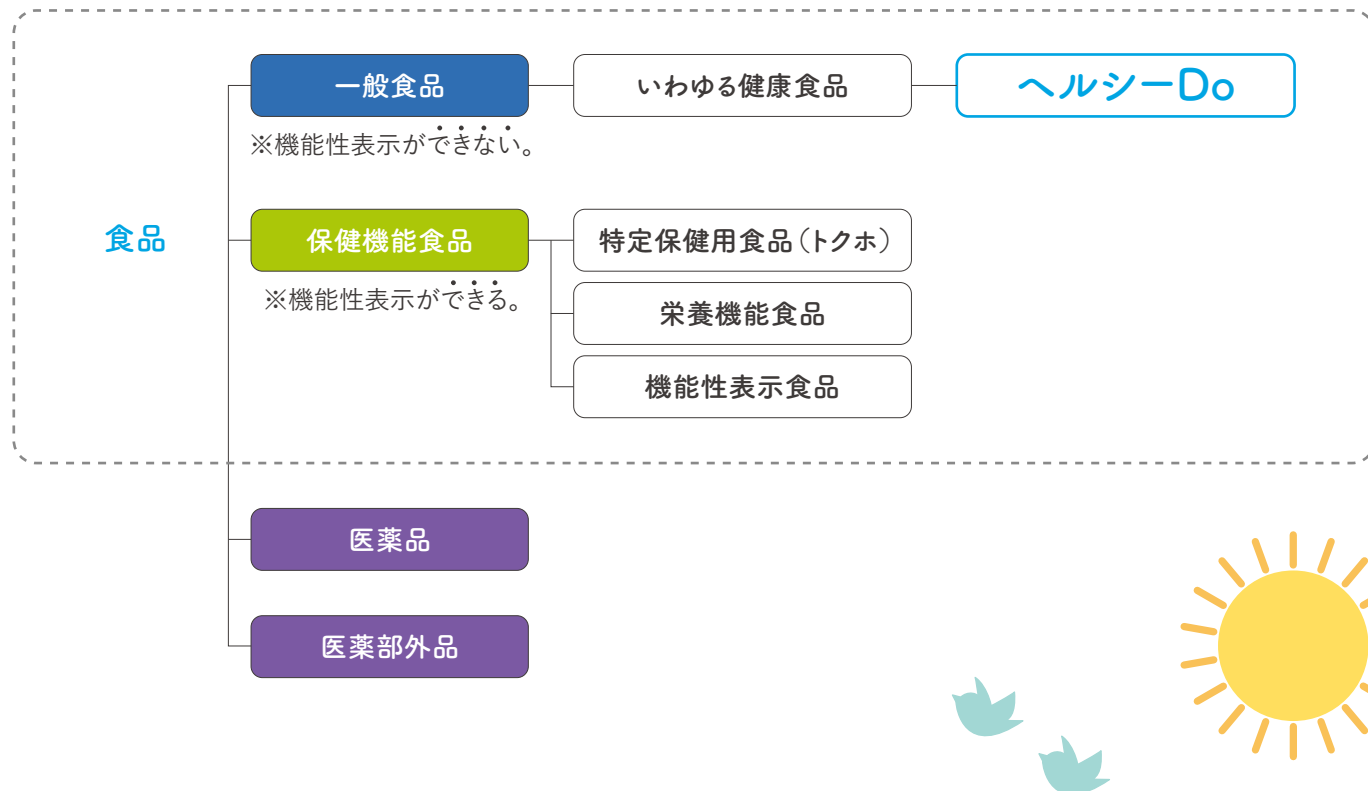 一般食品
いわゆる健康食品
ヘルシーDo
※機能性表示ができない。
食品
保健機能食品
特定保健用食品(トクホ)
※機能性表示ができる。
栄養機能食品
機能性表示食品
医薬品
医薬部外品